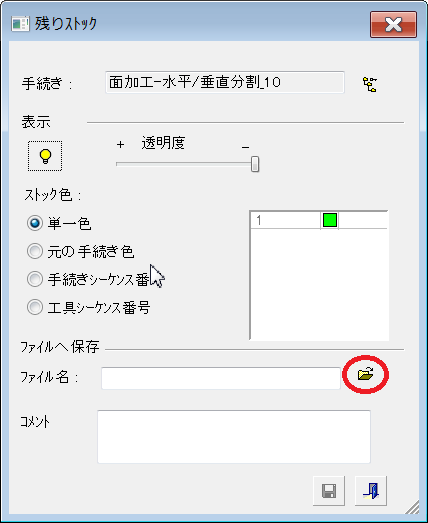 残りストック
手続き：
面加工-水平/垂直分割_10
表示
+ 透明度 −
ストック色：
単一色
元の手続き色
手続きシーケンス番
工具シーケンス番号
1
ファイルへ保存
ファイル名：
コメント